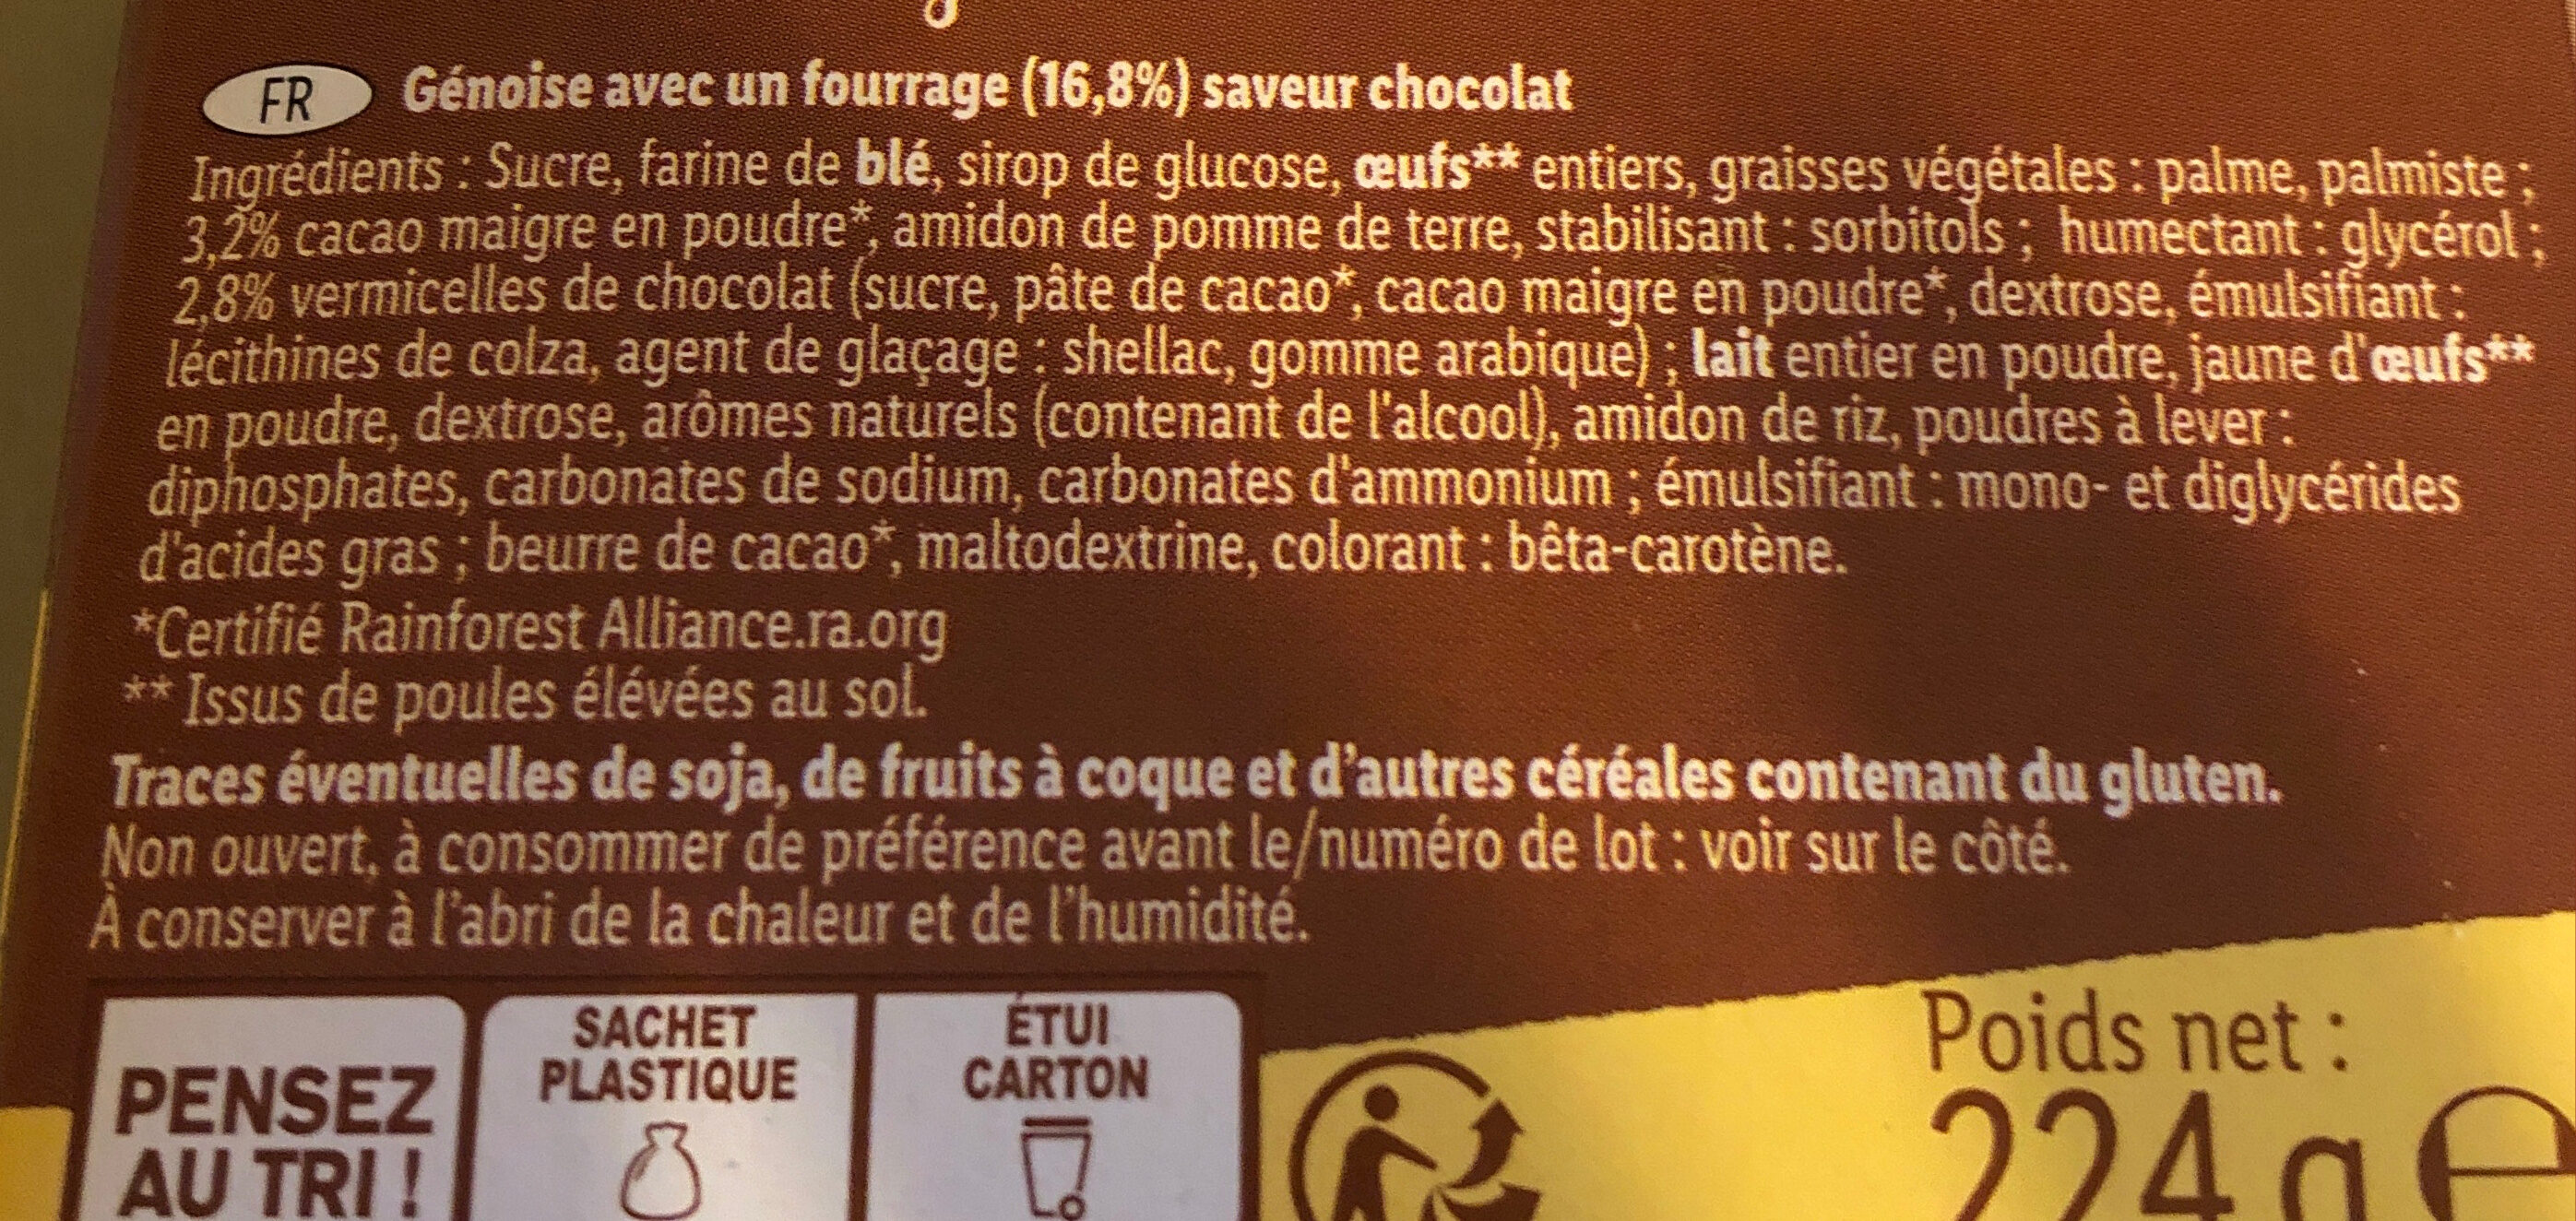 FR Génoise avec un fourrage (16,8%) saveur chocolat
Ingrédients : Sucre, farine de blé, sirop de glucose, œufs** entiers, graisses végétales : palme, palmiste ;
3,2% cacao maigre en poudre*, amidon de pomme de terre, stabilisant : sorbitols ; humectant : glycérol ;
2,8% vermicelles de chocolat (sucre, pâte de cacao*, cacao maigre en poudre*, dextrose, émulsifiant :
lécithines de colza, agent de glaçage : shellac, gomme arabique) ; lait entier en poudre, jaune d'œufs**
en poudre, dextrose, arômes naturels (contenant de l'alcool), amidon de riz, poudres à lever :
diphosphates, carbonates de sodium, carbonates d'ammonium ; émulsifiant : mono- et diglycérides
d'acides gras ; beurre de cacao*, maltodextrine, colorant : bêta-carotène.
*Certifié Rainforest Alliance.ra.org
** Issus de poules élévées au sol.
Traces éventuelles de soja, de fruits à coque et d’autres céréales contenant du gluten.
Non ouvert, à consommer de préférence avant le/numéro de lot : voir sur le côté.
À conserver à l’abri de la chaleur et de l’humidité.
PENSEZ
AU TRI !
SACHET
PLASTIQUE
ÉTUI
CARTON
Poids net :
224 g e